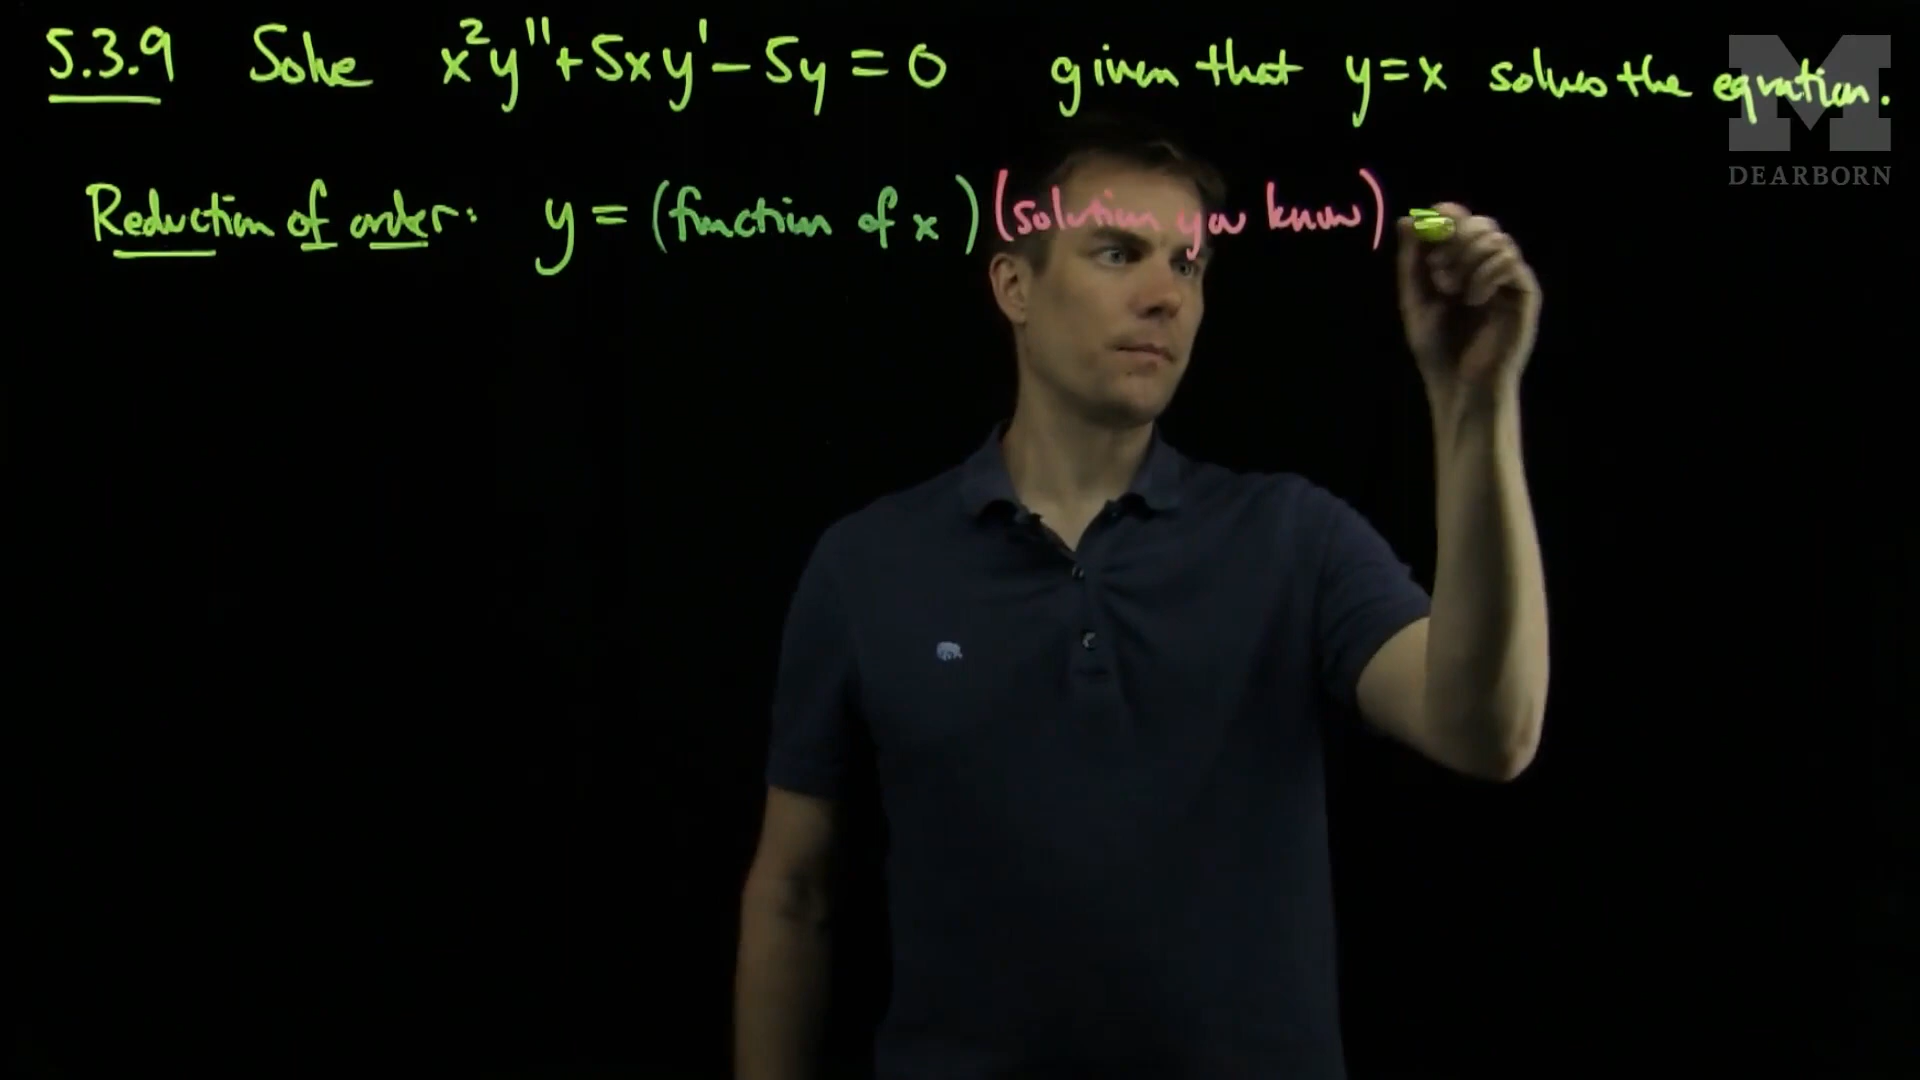 5.3.9 Solve x²y"+5xy'-5y=0 given that y=x solves the equation.
Reduction of order: y = (function of x) (solution you know) =
M
DEARBORN